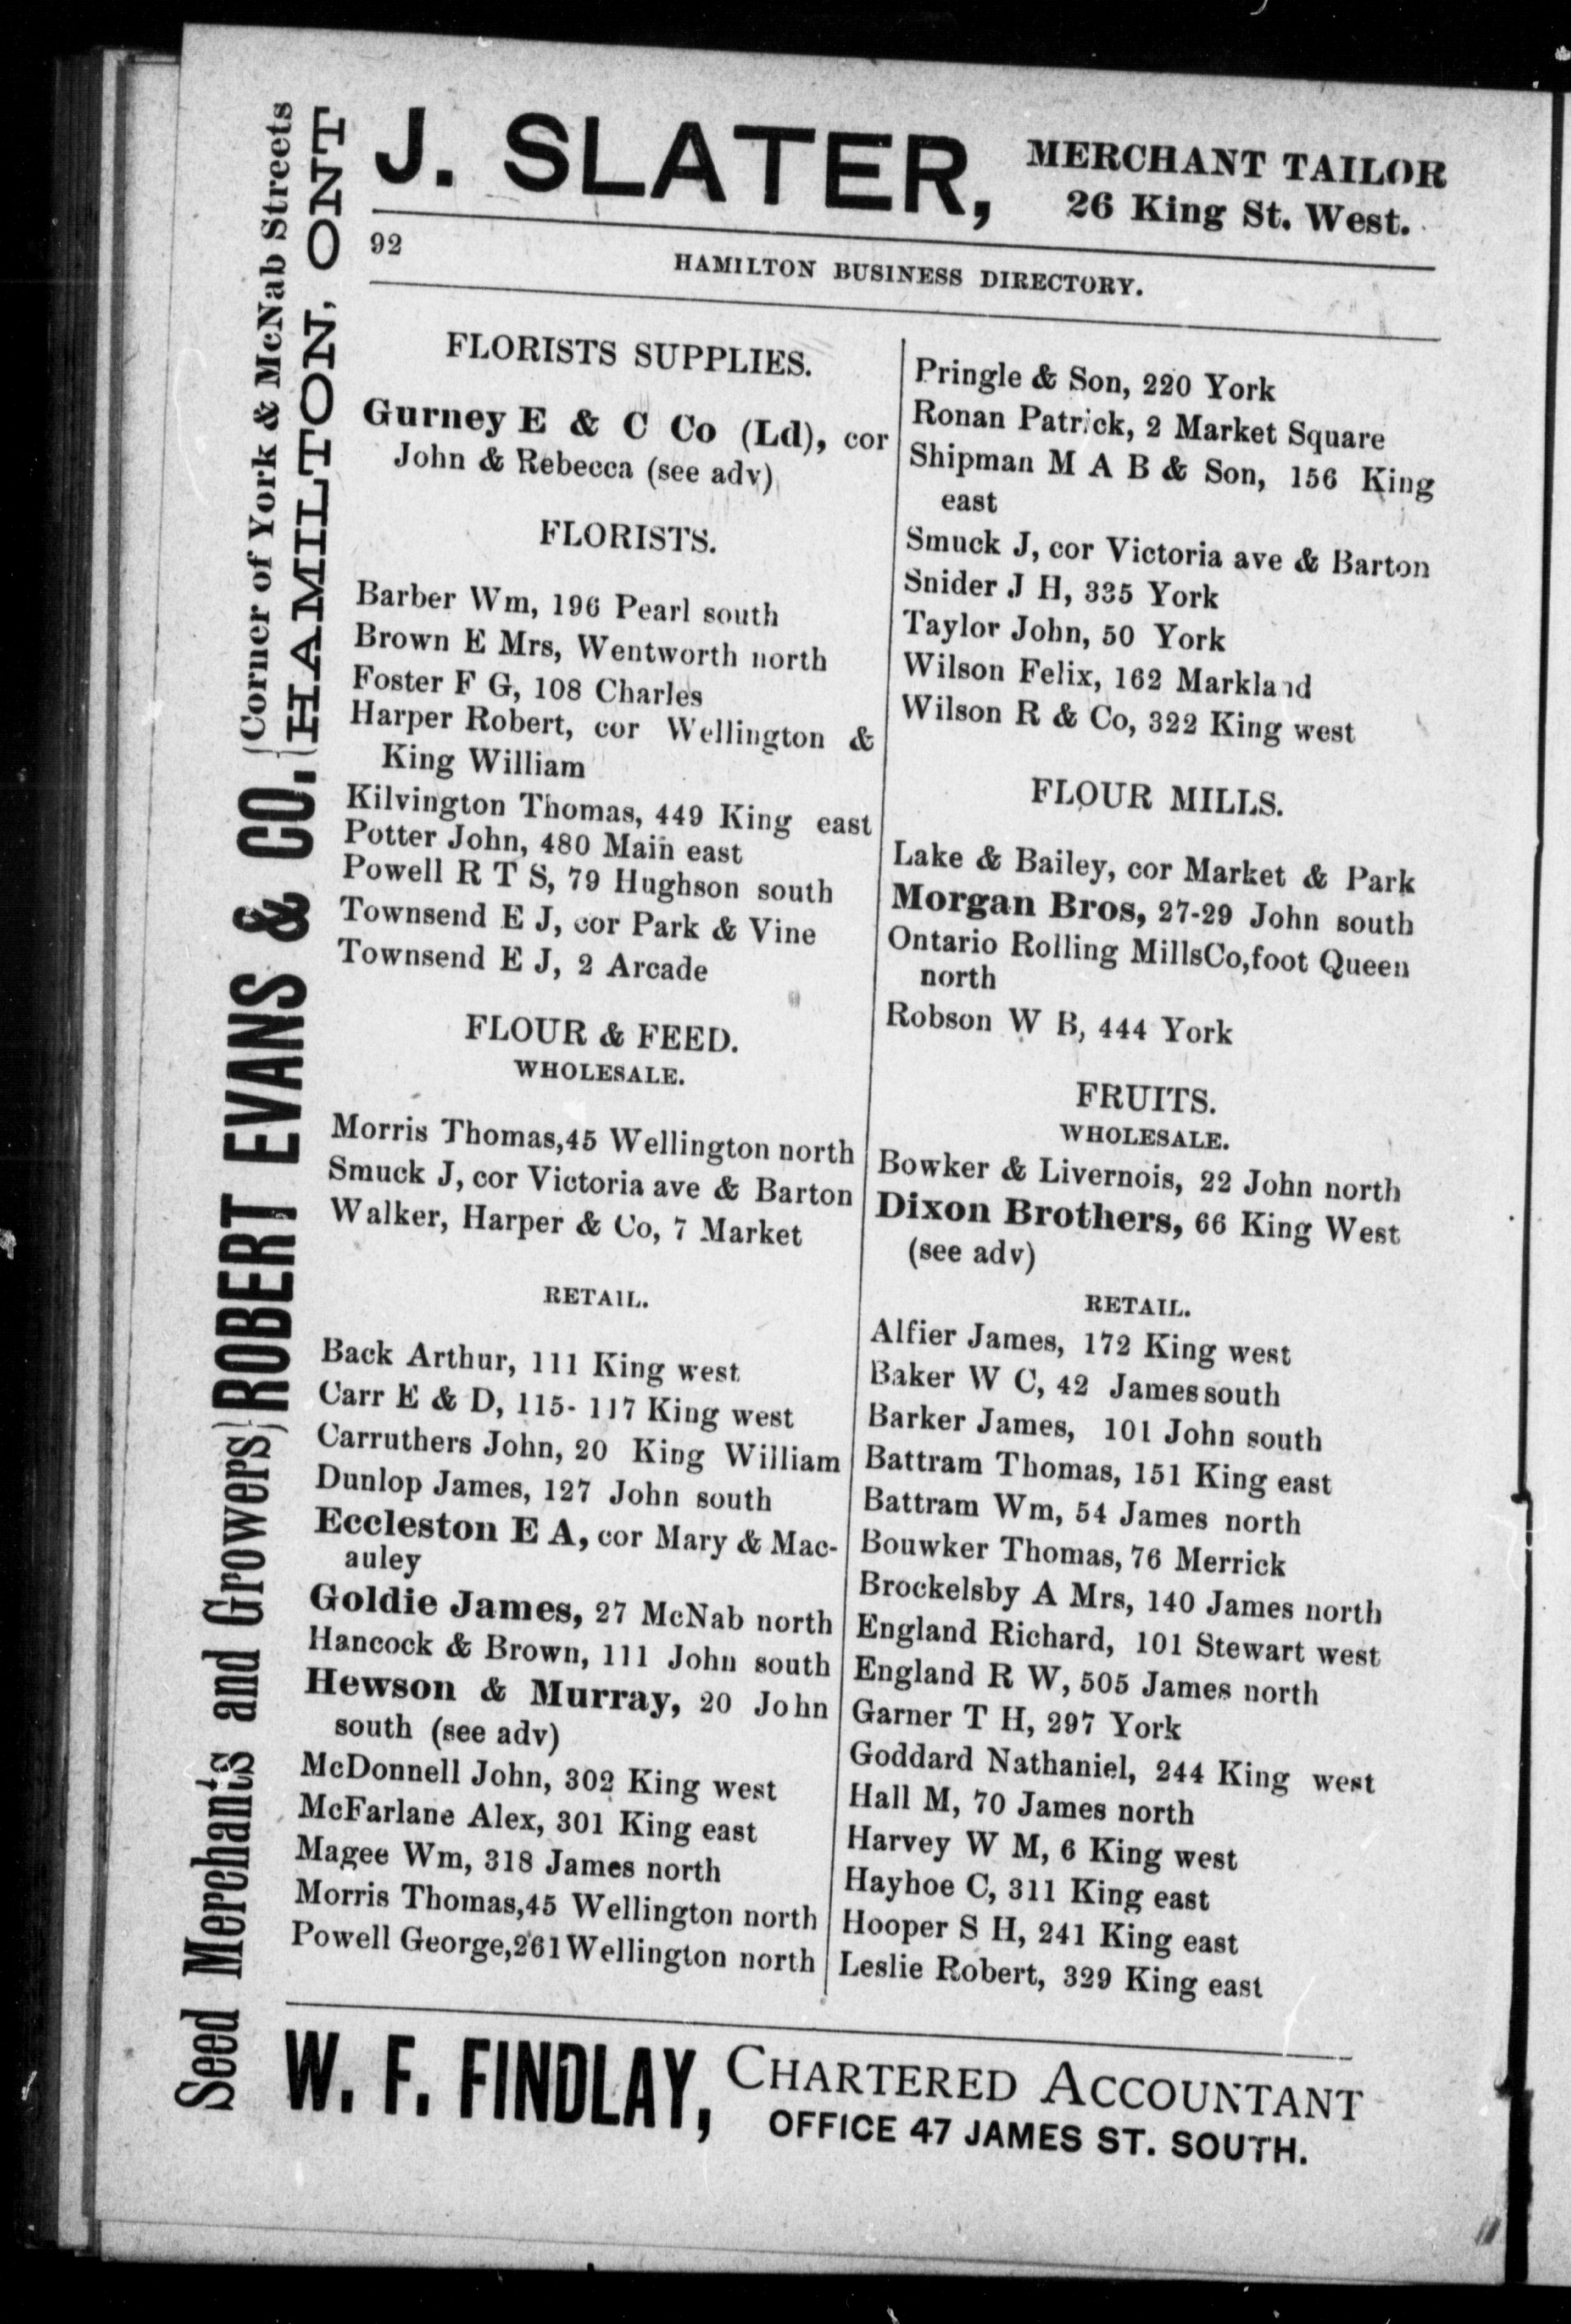 J. SLATER, MERCHANT TAILOR
26 King St. West.
92
HAMILTON BUSINESS DIRECTORY.
FLORISTS SUPPLIES.
Gurney E & C Co (Ld), cor
John & Rebecca (see adv)
FLORISTS.
Barber Wm, 196 Pearl south
Brown E Mrs, Wentworth north
Foster F G, 108 Charles
Harper Robert, cor Wellington &
King William
Kilvington Thomas, 449 King east
Potter John, 480 Main east
Powell R T S, 79 Hughson south
Townsend E J, cor Park & Vine
Townsend E J, 2 Arcade
FLOUR & FEED.
WHOLESALE.
Morris Thomas,45 Wellington north
Smuck J, cor Victoria ave & Barton
Walker, Harper & Co, 7 Market
RETAIL.
Back Arthur, 111 King west
Carr E & D, 115-117 King west
Carruthers John, 20 King William
Dunlop James, 127 John south
Eccleston E A, cor Mary & Mac-
auley
Goldie James, 27 McNab north
Hancock & Brown, 111 John south
Hewson & Murray, 20 John
south (see adv)
McDonnell John, 302 King west
McFarlane Alex, 301 King east
Magee Wm, 318 James north
Morris Thomas,45 Wellington north
Powell George,261 Wellington north
Pringle & Son, 220 York
Ronan Patrick, 2 Market Square
Shipman M A B & Son, 156 King
east
Smuck J, cor Victoria ave & Barton
Snider J H, 335 York
Taylor John, 50 York
Wilson Felix, 162 Markland
Wilson R & Co, 322 King west
FLOUR MILLS.
Lake & Bailey, cor Market & Park
Morgan Bros, 27-29 John south
Ontario Rolling MillsCo,foot Queen
north
Robson W B, 444 York
FRUITS.
WHOLESALE.
Bowker & Livernois, 22 John north
Dixon Brothers, 66 King West
(see adv)
RETAIL.
Alfier James, 172 King west
Baker W C, 42 James south
Barker James, 101 John south
Battram Thomas, 151 King east
Battram Wm, 54 James north
Bouwker Thomas, 76 Merrick
Brockelsby A Mrs, 140 James north
England Richard, 101 Stewart west
England R W, 505 James north
Garner T H, 297 York
Goddard Nathaniel, 244 King west
Hall M, 70 James north
Harvey W M, 6 King west
Hayhoe C, 311 King east
Hooper S H, 241 King east
Leslie Robert, 329 King east
W. F. FINDLAY, CHARTERED ACCOUNTANT
OFFICE 47 JAMES ST. SOUTH.
Seed Merchants and Growers ROBERT EVANS & CO.
Corner of York & McNab Streets
HAMILTON, ONT